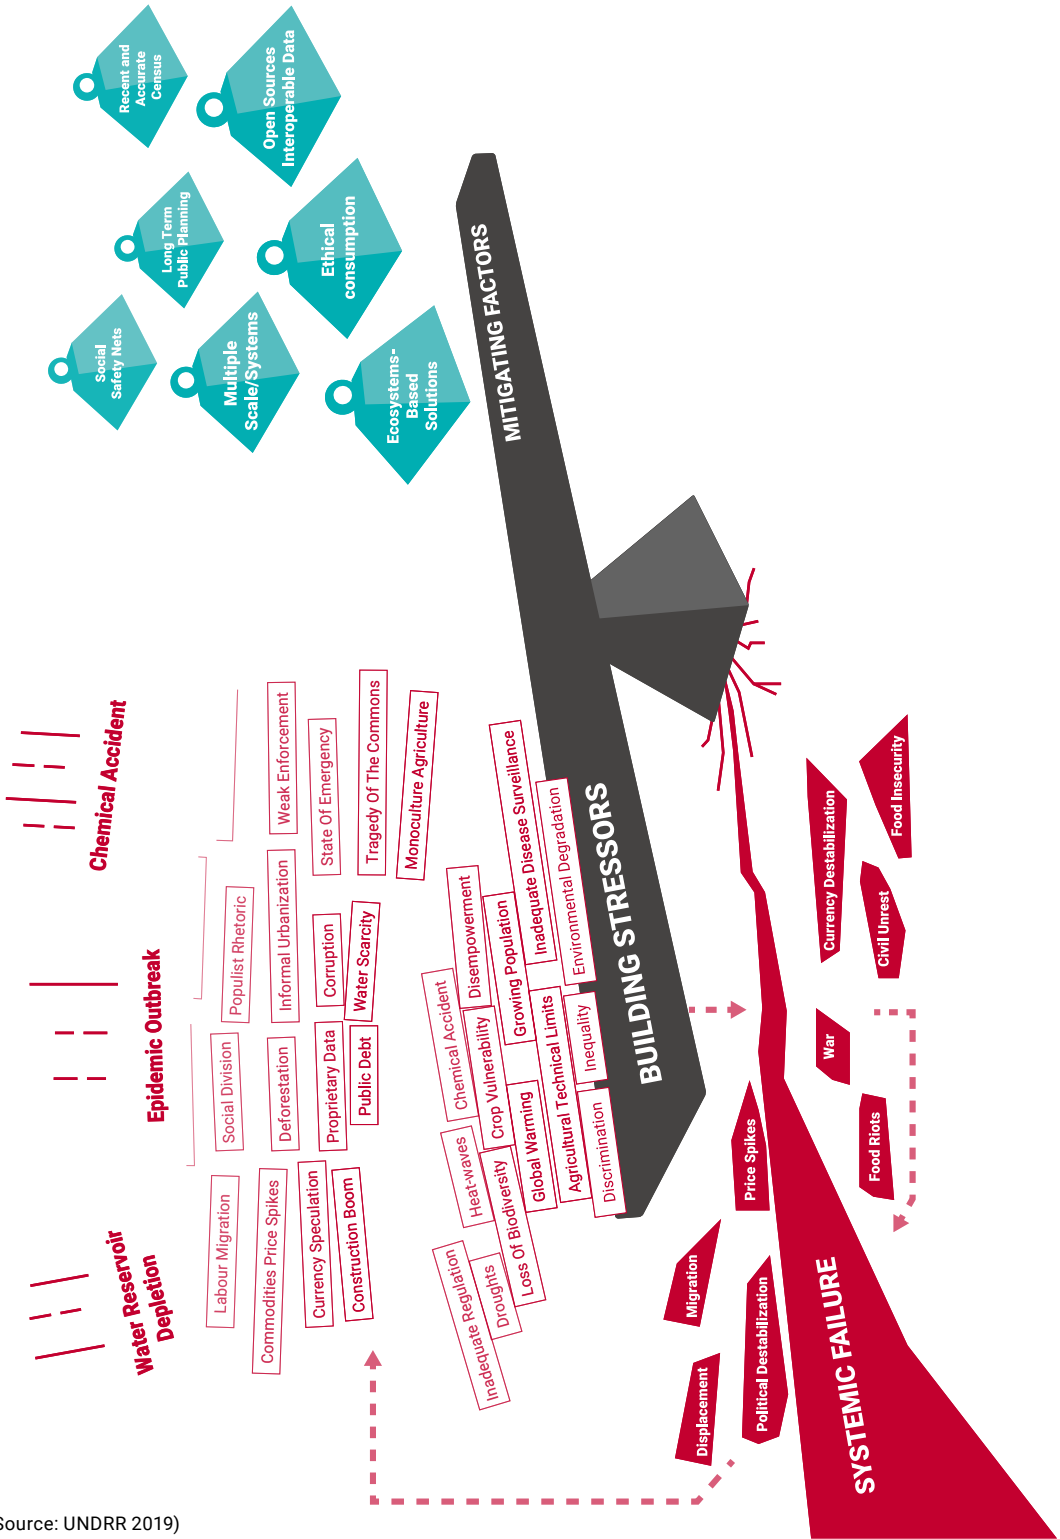 Chemical Accident
Epidemic Outbreak
Water Reservoir
Depletion
Labour Migration
Social Division
Populist Rhetoric
Commodities Price Spikes
Deforestation
Informal Urbanization
Weak Enforcement
Currency Speculation
Proprietary Data
Corruption
State Of Emergency
Construction Boom
Public Debt
Water Scarcity
Tragedy Of The Commons
Monoculture Agriculture
Inadequate Regulation
Droughts
Heat-waves
Chemical Accident
Loss Of Biodiversity
Crop Vulnerability
Disempowerment
Global Warming
Growing Population
Inadequate Disease Surveillance
Agricultural Technical Limits
Discrimination
Inequality
Environmental Degradation
BUILDING STRESSORS
MITIGATING FACTORS
Social
Safety Nets
Long Term
Public Planning
Recent and
Accurate
Census
Multiple
Scale/Systems
Open Sources
Interoperable Data
Ethical
consumption
Ecosystems-
Based
Solutions
Displacement
Migration
Political Destabilization
Price Spikes
War
Food Riots
Currency Destabilization
Civil Unrest
Food Insecurity
SYSTEMIC FAILURE
Source: UNDRR 2019)